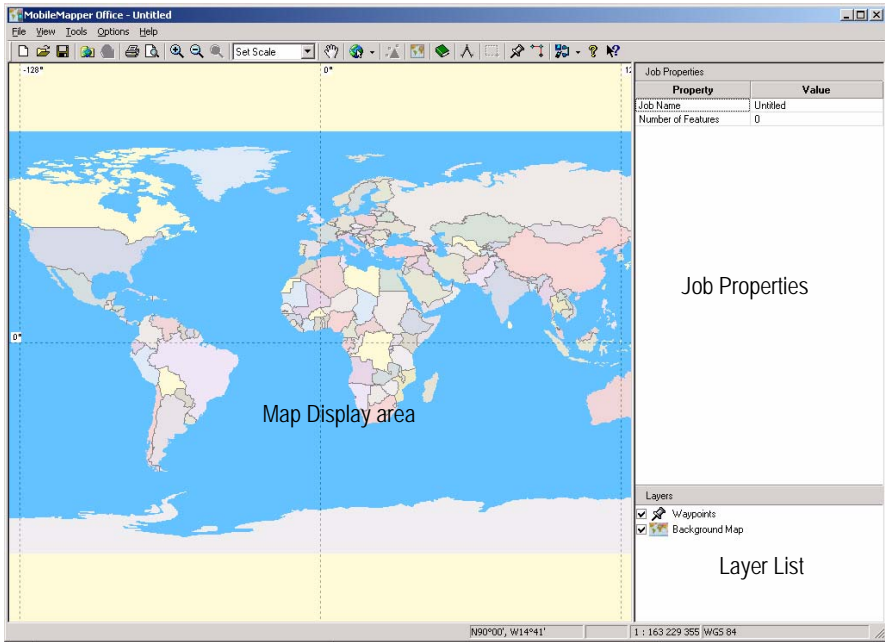 MobileMapper Office - Untitled
File View Tools Options Help
Set Scale
-128°
0°
12
Job Properties
Property Value
Job Name Untitled
Number of Features 0
Job Properties
0°
Map Display area
Layers
Waypoints
Background Map
Layer List
N90°00', W14°41'
1 : 163 229 355 WGS 84